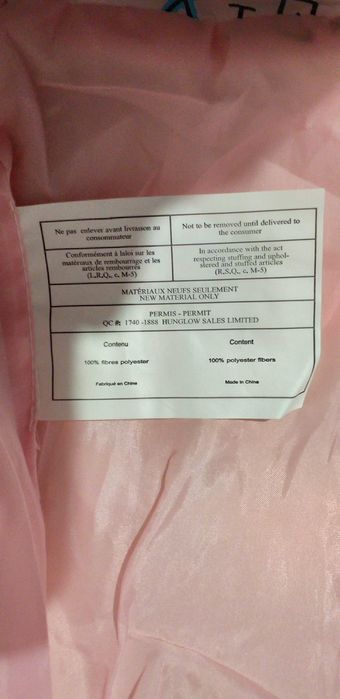 Ne pas enlever avant livraison au
consommateur
Not to be removed until delivered to
the consumer
Conformément à laloi sur les
matériaux de rembourrage et les
articles rembourrés
(L.R.Q., c, M-5)
In accordance with the act
respecting stuffing and uphol-
stered and stuffed articles
(R.S.Q., c, M-5)
MATÉRIAUX NEUFS SEULEMENT
NEW MATERIAL ONLY
PERMIS - PERMIT
QC #: 1740 -1888 HUNGLOW SALES LIMITED
Contenu
Content
100% fibres polyester
100% polyester fibers
Fabriqué en Chine
Made in China